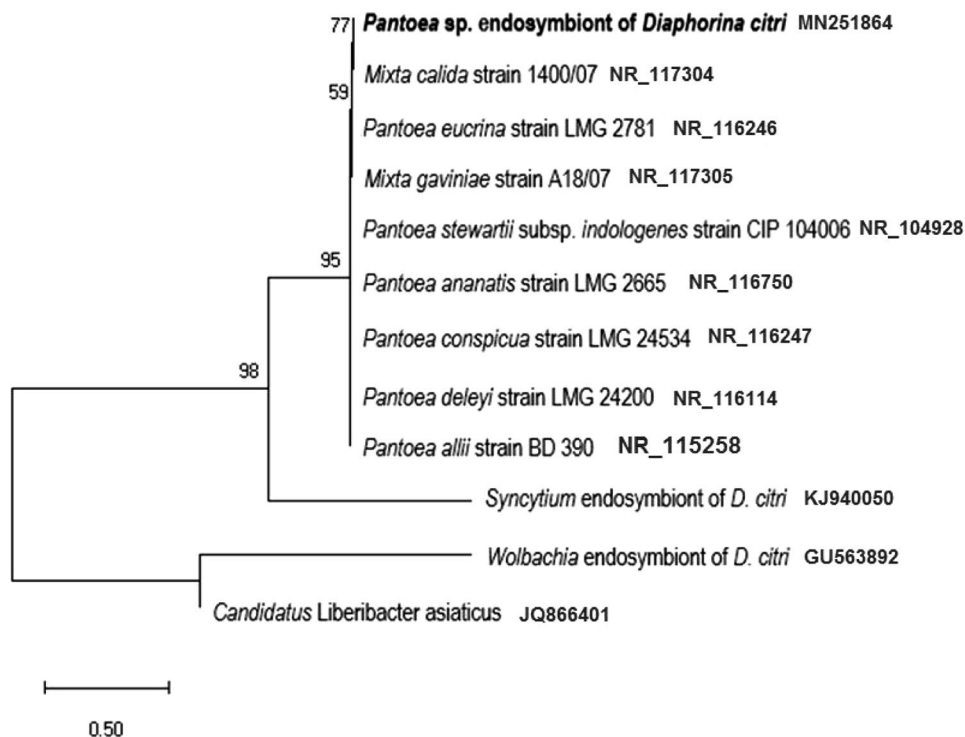 77 Pantoea sp. endosymbiont of Diaphorina citri MN251864
Mixta calida strain 1400/07 NR_117304
59
Pantoea eucrina strain LMG 2781 NR_116246
Mixta gaviniae strain A18/07 NR_117305
Pantoea stewartii subsp. indologenes strain CIP 104006 NR_104928
95
Pantoea ananatis strain LMG 2665 NR_116750
Pantoea conspicua strain LMG 24534 NR_116247
98
Pantoea deleyi strain LMG 24200 NR_116114
Pantoea allii strain BD 390 NR_115258
Syncytium endosymbiont of D. citri KJ940050
Wolbachia endosymbiont of D. citri GU563892
Candidatus Liberibacter asiaticus JQ866401
0.50